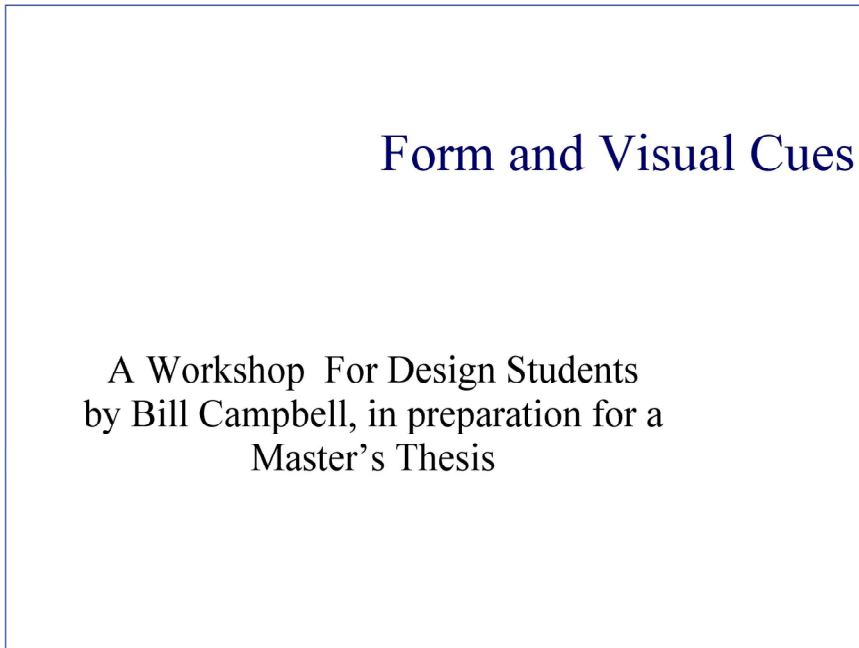 Form and Visual Cues
A Workshop  For Design Students
by Bill Campbell, in preparation for a
Master’s Thesis